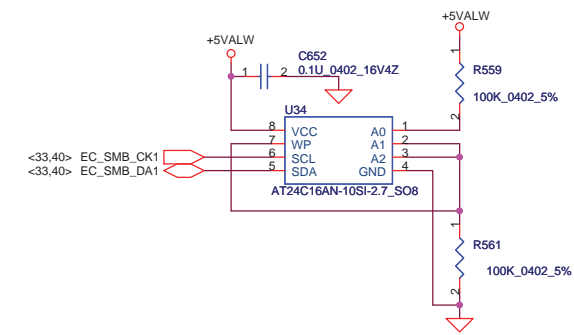 +5VALW
+5VALW
C652
1 2 0.1U_0402_16V4Z
1
R559
100K_0402_5%
2
U34
8 VCC A0 1
7 WP A1 2
<33,40> EC_SMB_CK1 6 SCL A2 3
<33,40> EC_SMB_DA1 5 SDA GND 4
AT24C16AN-10SI-2.7_SO8
1
R561
100K_0402_5%
2